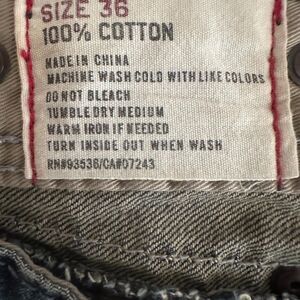 SIZE 36
100% COTTON
MADE IN CHINA
MACHINE WASH COLD WITH LIKE COLORS
DO NOT BLEACH
TUMBLE DRY MEDIUM
WARM IRON IF NEEDED
TURN INSIDE OUT WHEN WASH
RN#93536/CA#07243